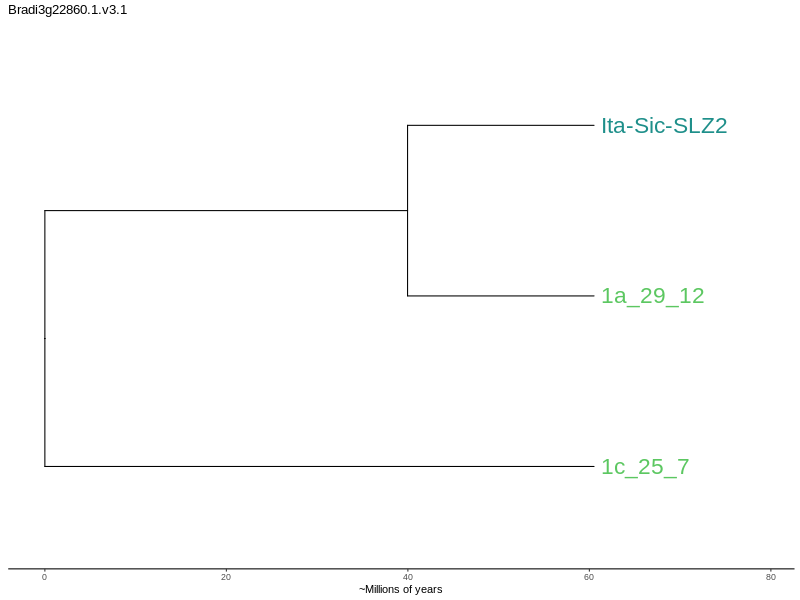 Bradi3g22860.1.v3.1
Ita-Sic-SLZ2
1a_29_12
1c_25_7
0 20 40 60 80
~Millions of years